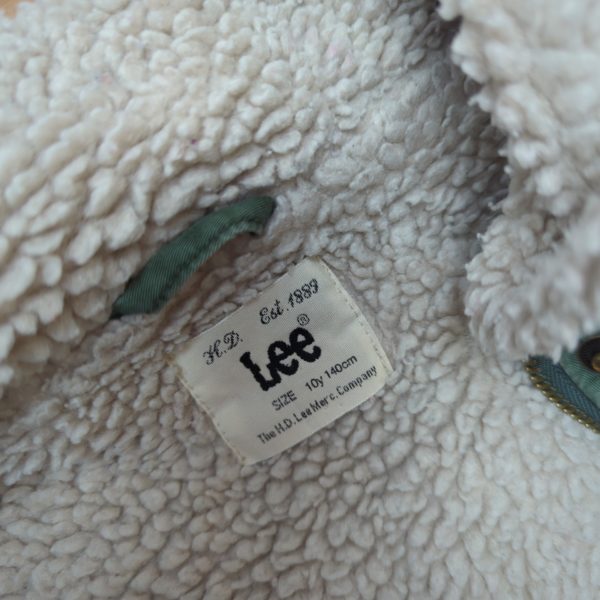 H.D. Est. 1889
Lee®
SIZE 10y 140cm
The H.D. Lee Merc. Company